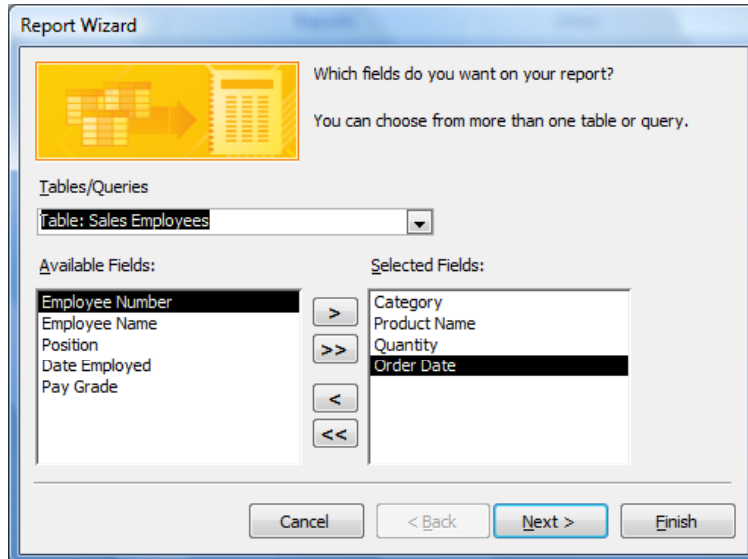 Report Wizard
Which fields do you want on your report?
You can choose from more than one table or query.
Tables/Queries
Table: Sales Employees
Available Fields:
Selected Fields:
Employee Number
Employee Name
Position
Date Employed
Pay Grade
>
>>
<
<<
Category
Product Name
Quantity
Order Date
Cancel
< Back
Next >
Finish